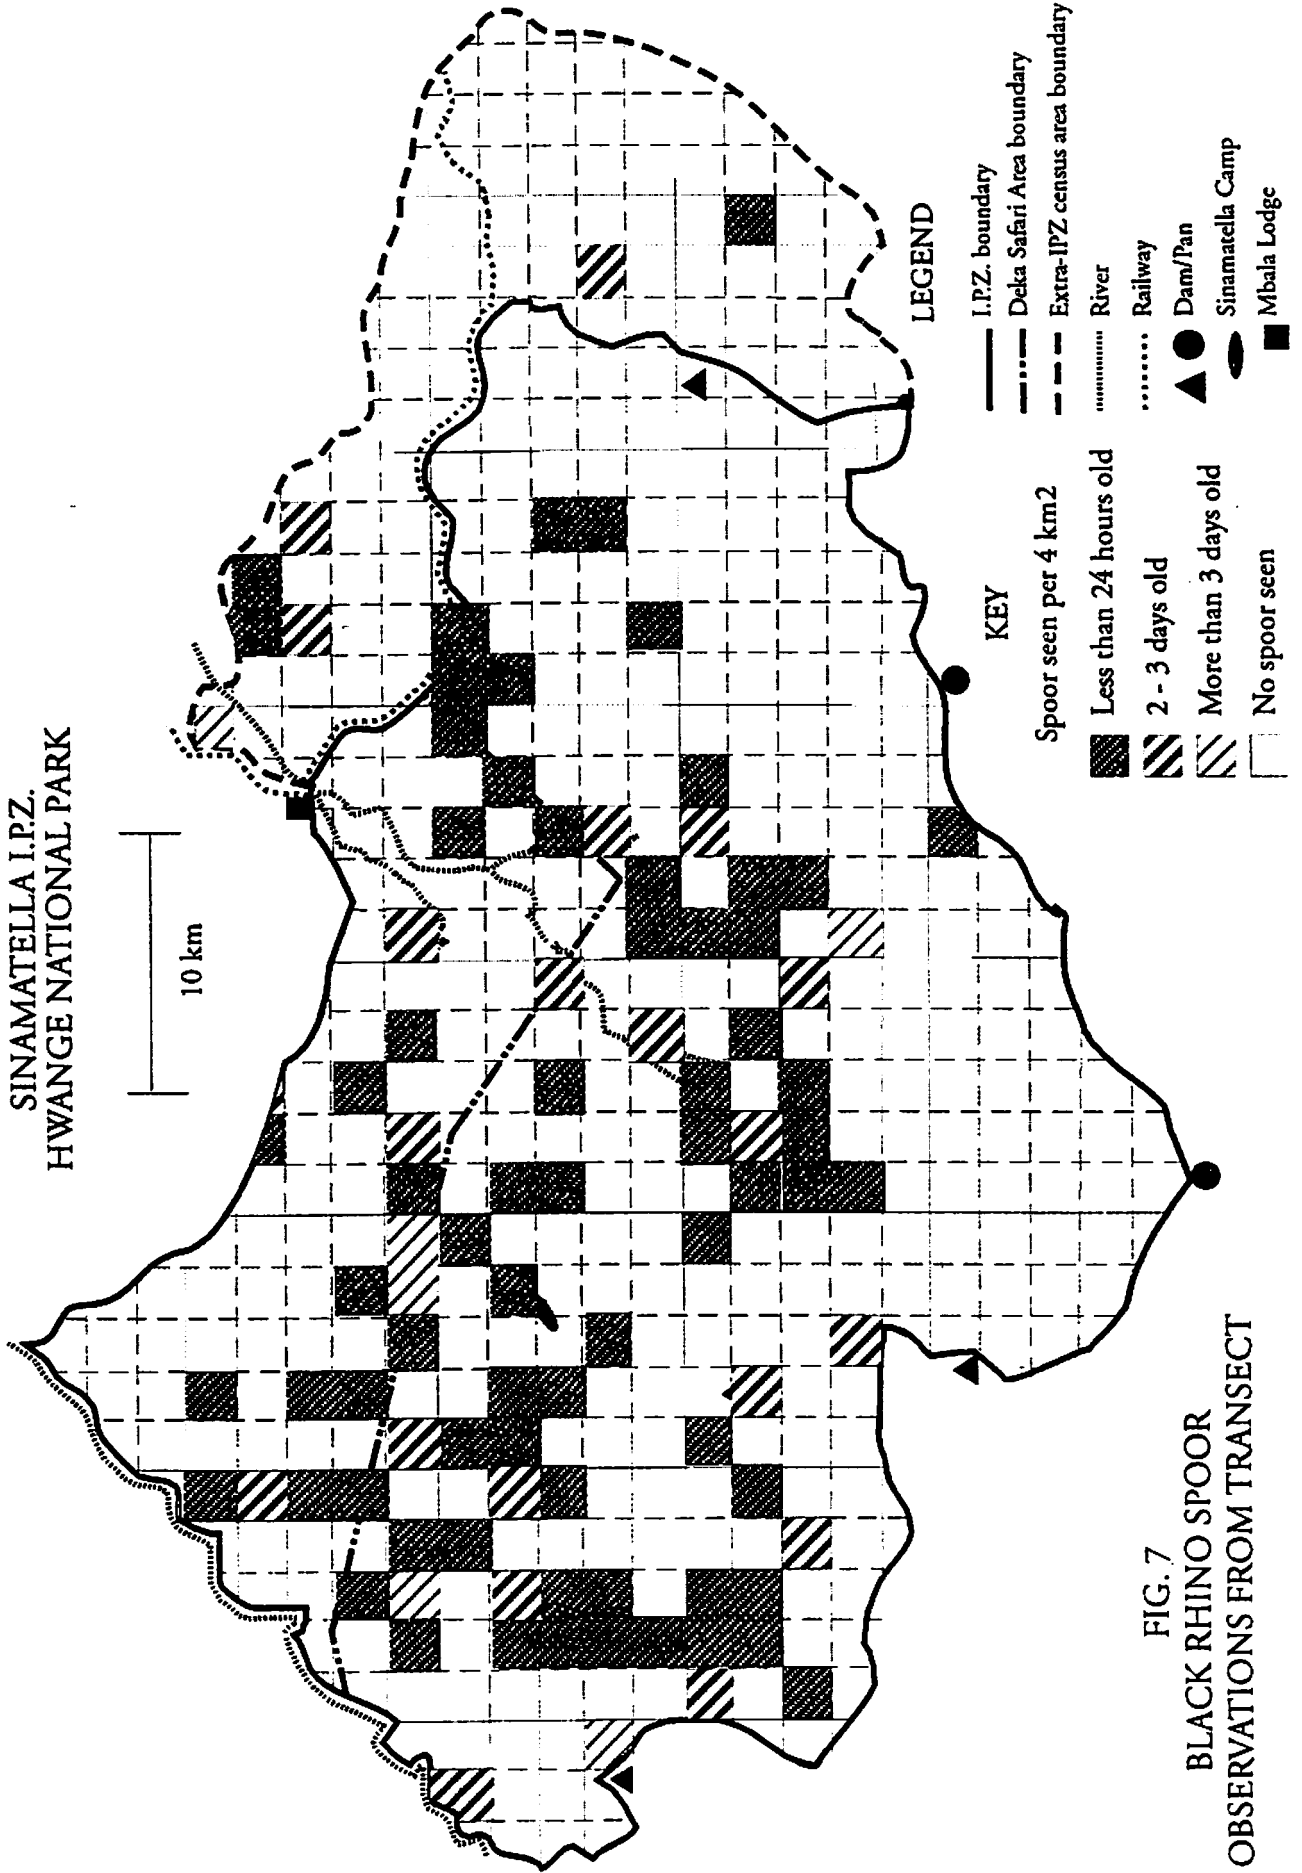 SINAMATELLA I.P.Z.
HWANGE NATIONAL PARK
10 km
FIG. 7
BLACK RHINO SPOOR
OBSERVATIONS FROM TRANSECT
KEY
Spoor seen per 4 km2
Less than 24 hours old
2 - 3 days old
More than 3 days old
No spoor seen
LEGEND
I.P.Z. boundary
Deka Safari Area boundary
Extra-IPZ census area boundary
River
Railway
Dam/Pan
Sinamatella Camp
Mbala Lodge